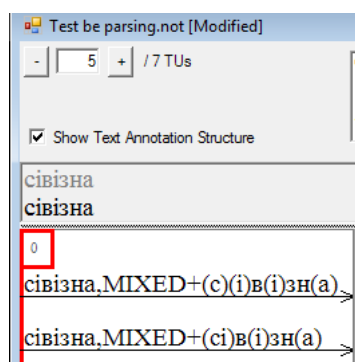 Test be parsing.not [Modified]
- 5 + / 7 TUs
Show Text Annotation Structure
сівізна
сівізна
0
сівізна,MIXED+(с)(і)в(і)зн(а)
сівізна,MIXED+(сі)в(і)зн(а)